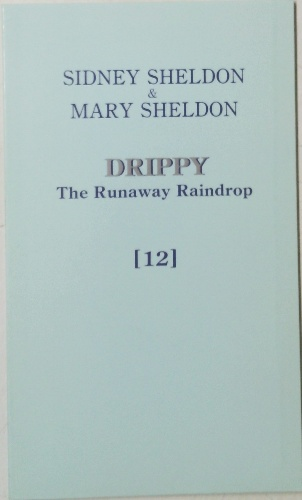 SIDNEY SHELDON
&
MARY SHELDON
DRIPPY
The Runaway Raindrop
[12]